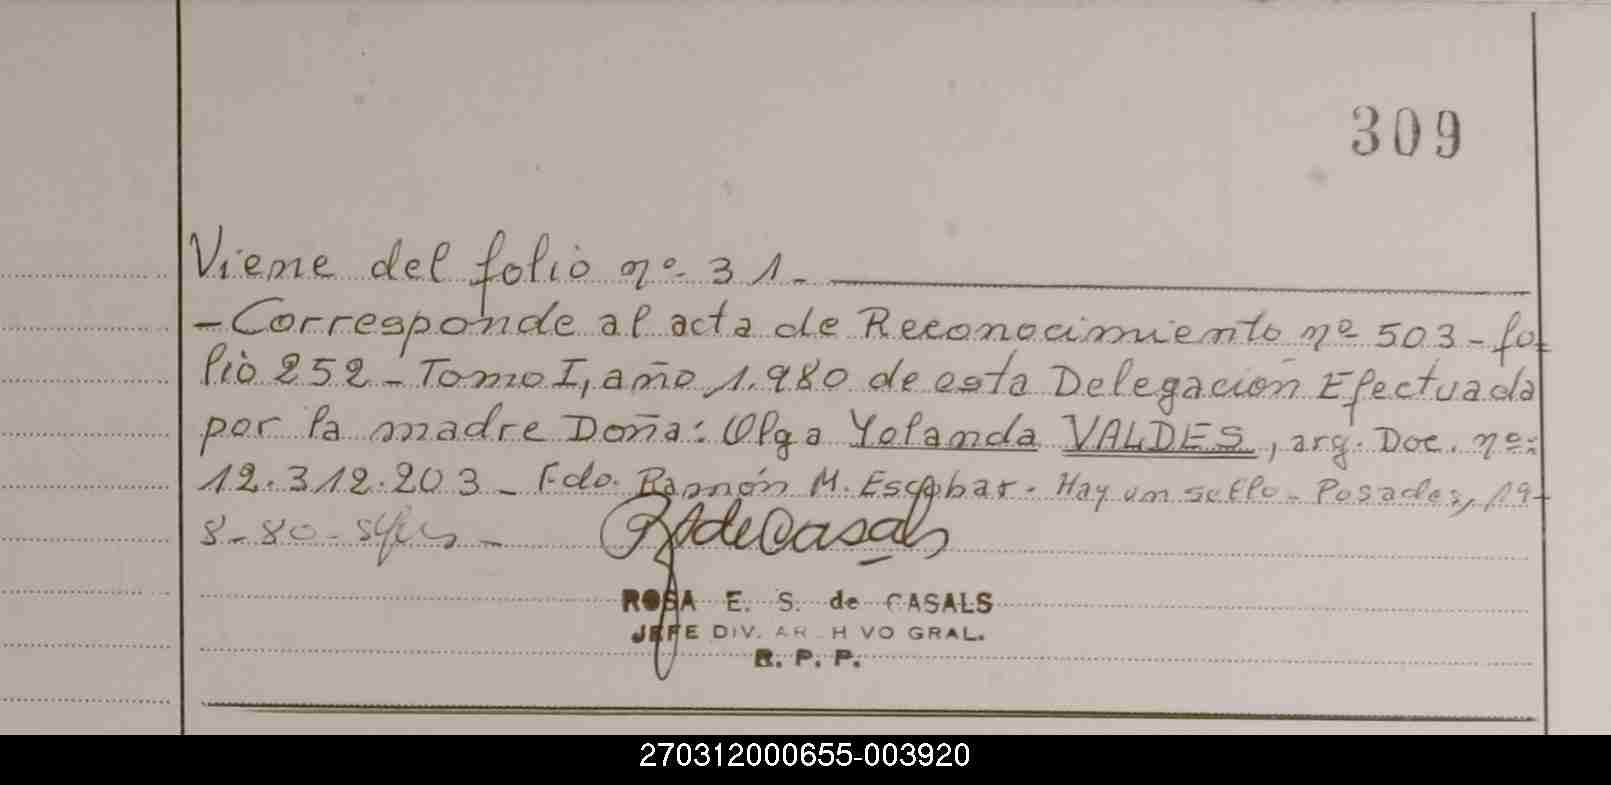 309
Viene del folio nº 31.
- Corresponde al acta de Reconocimiento nº 503 - fo-
lio 252 - Tomo I, año 1.980 de esta Delegación Efectuada
por la madre Doña: Olga Yolanda VALDES, arg. Doc. nº:
12.312.203 - Fdo. Ramón M. Escobar. Hay un sello - Posadas, 19-
8-80-
RSdeCasals
ROSA E. S. de CASALS
JEFE DIV. AR H VO GRAL.
R. P. P.
270312000655-003920